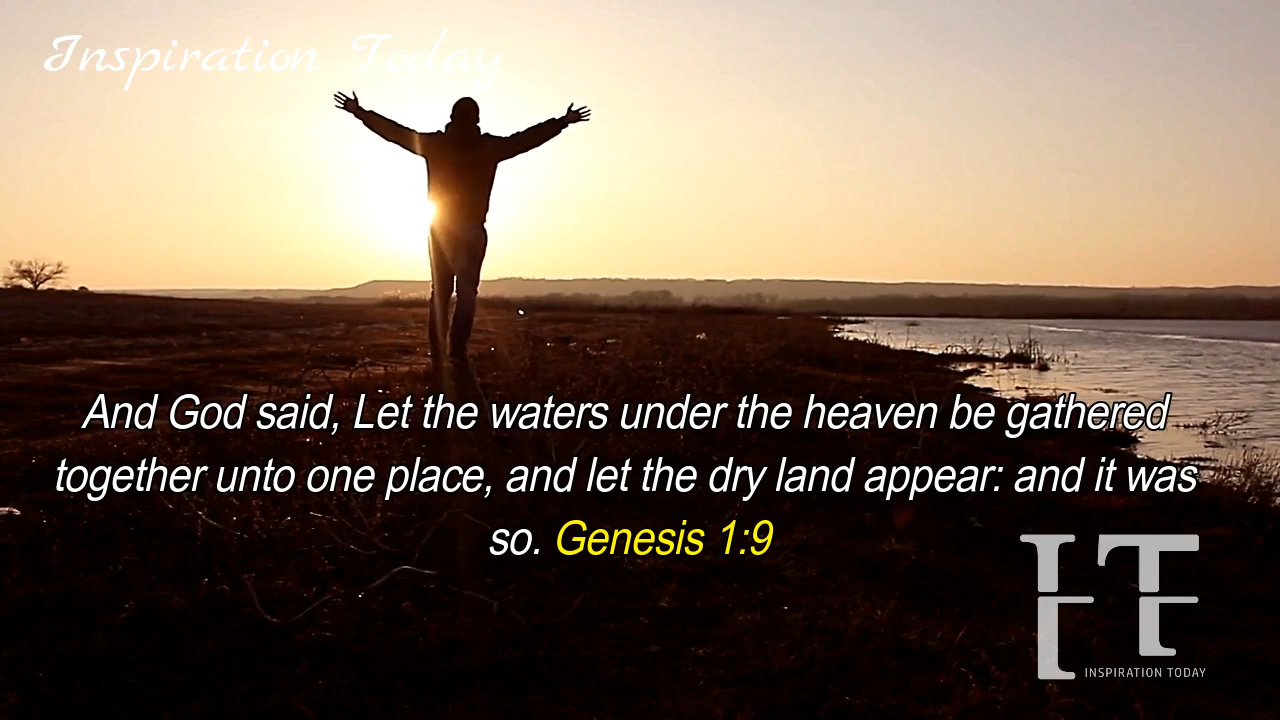 Inspiration Today
And God said, Let the waters under the heaven be gathered
together unto one place, and let the dry land appear: and it was
so. Genesis 1:9
IT
INSPIRATION TODAY